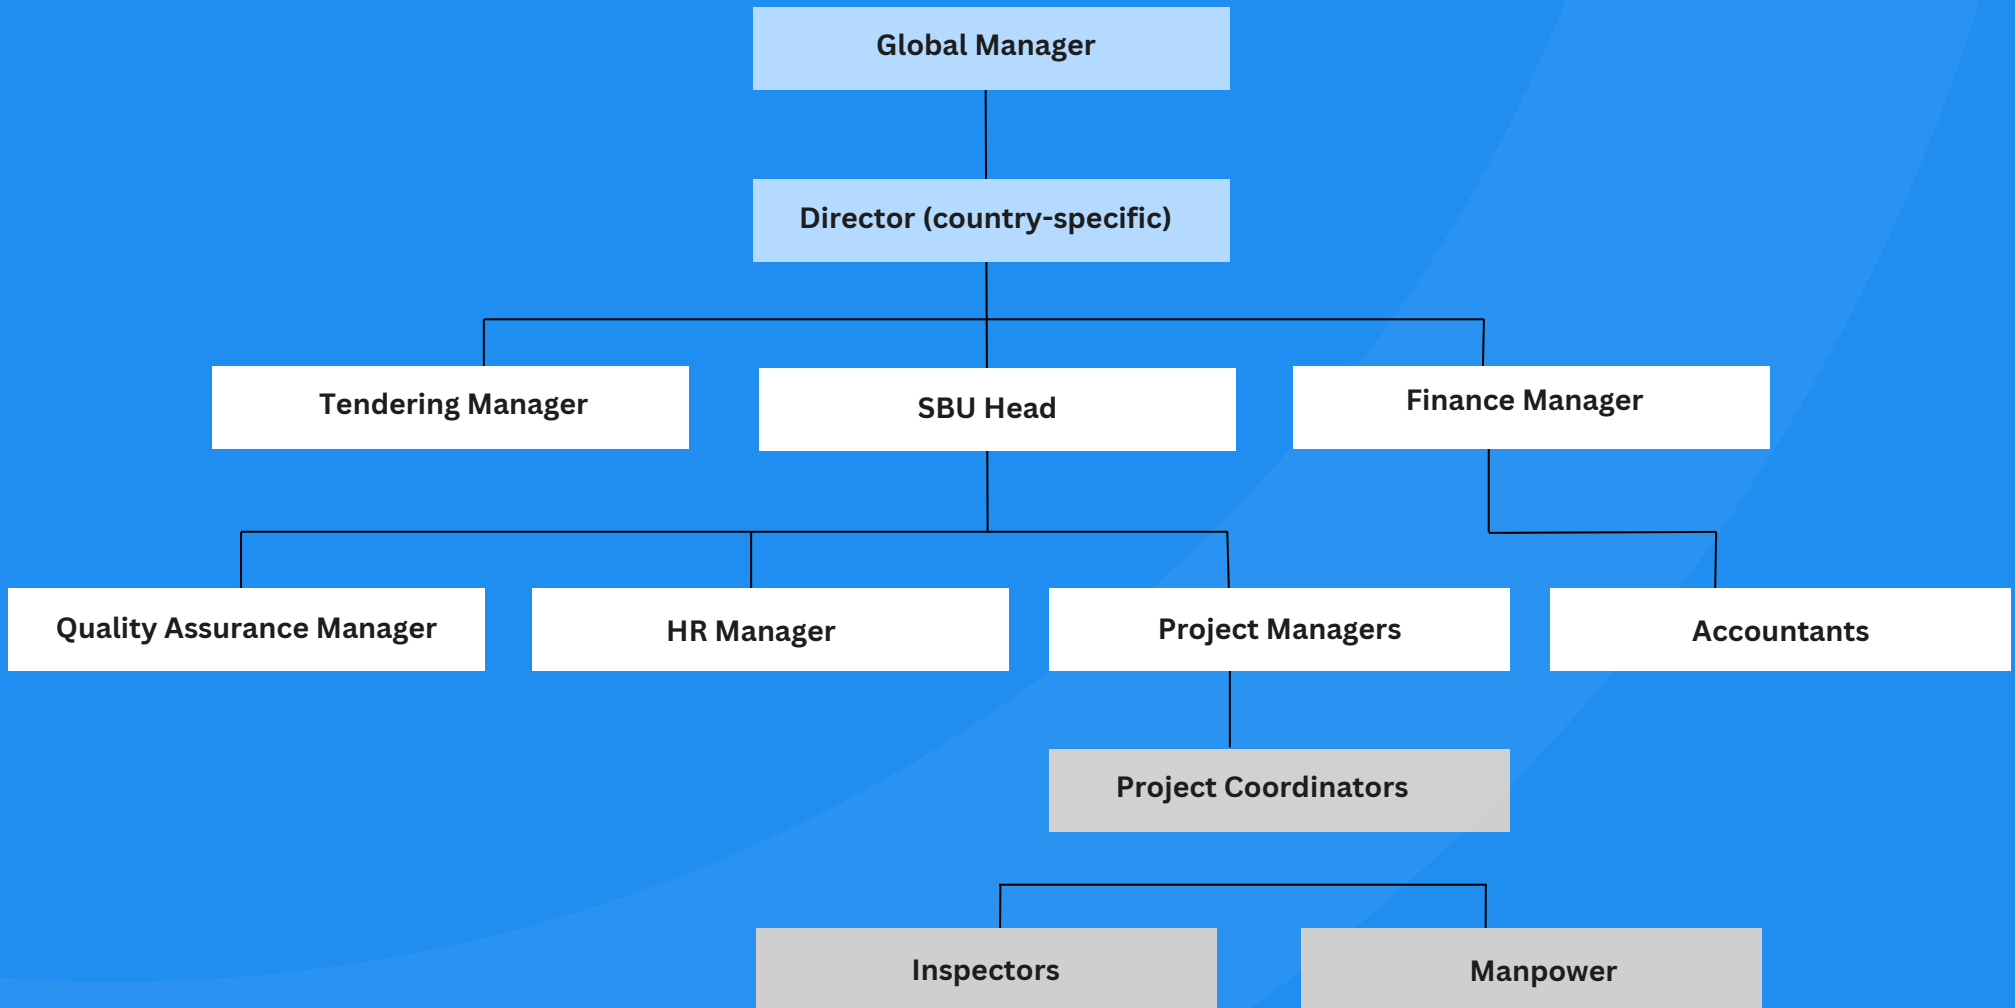 Global Manager
Director (country-specific)
Tendering Manager
SBU Head
Finance Manager
Quality Assurance Manager
HR Manager
Project Managers
Accountants
Project Coordinators
Inspectors
Manpower